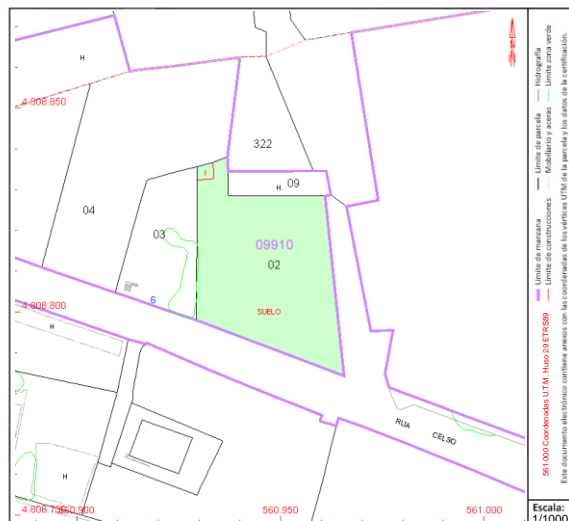 H
4.808.850
322
I
H.
09
04
03
09910
02
6
4.808.800
SUELO
H
RUA
CELSO
H
4.808.750
560.900
560.950
561.000
Límite de manzana
Límite de parcela
Hidrografía
Límite de construcciones
Mobiliario y aceras
Límite zona verde
561.000 Coordenadas U.T.M. Huso 29 ETRS89
Este documento electrónico contiene anexos con las coordenadas de los vértices UTM de la parcela y los datos de la certificación.
Escala:
1/1000